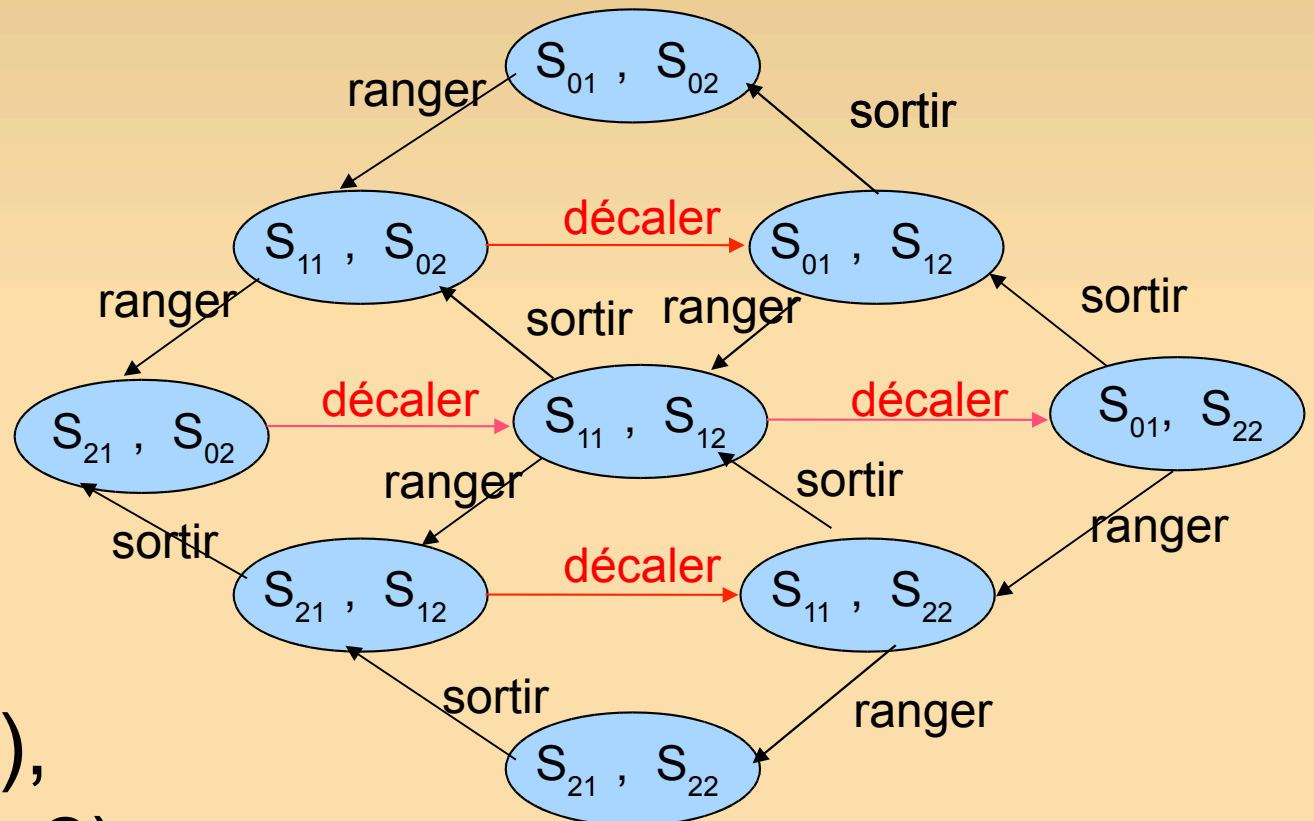 S01 , S02
ranger
sortir
décaler
S11 , S02
S01 , S12
ranger
sortir
ranger
sortir
décaler
décaler
S21 , S02
S11 , S12
S01, S22
ranger
sortir
sortir
ranger
décaler
S21 , S12
S11 , S22
sortir
ranger
),
S21 , S22